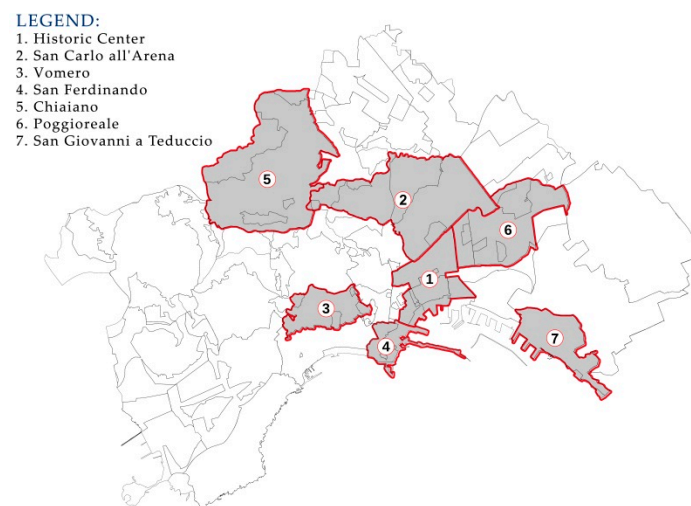 LEGEND:
1. Historic Center
2. San Carlo all'Arena
3. Vomero
4. San Ferdinando
5. Chiaiano
6. Poggioreale
7. San Giovanni a Teduccio
5
2
6
1
3
4
7